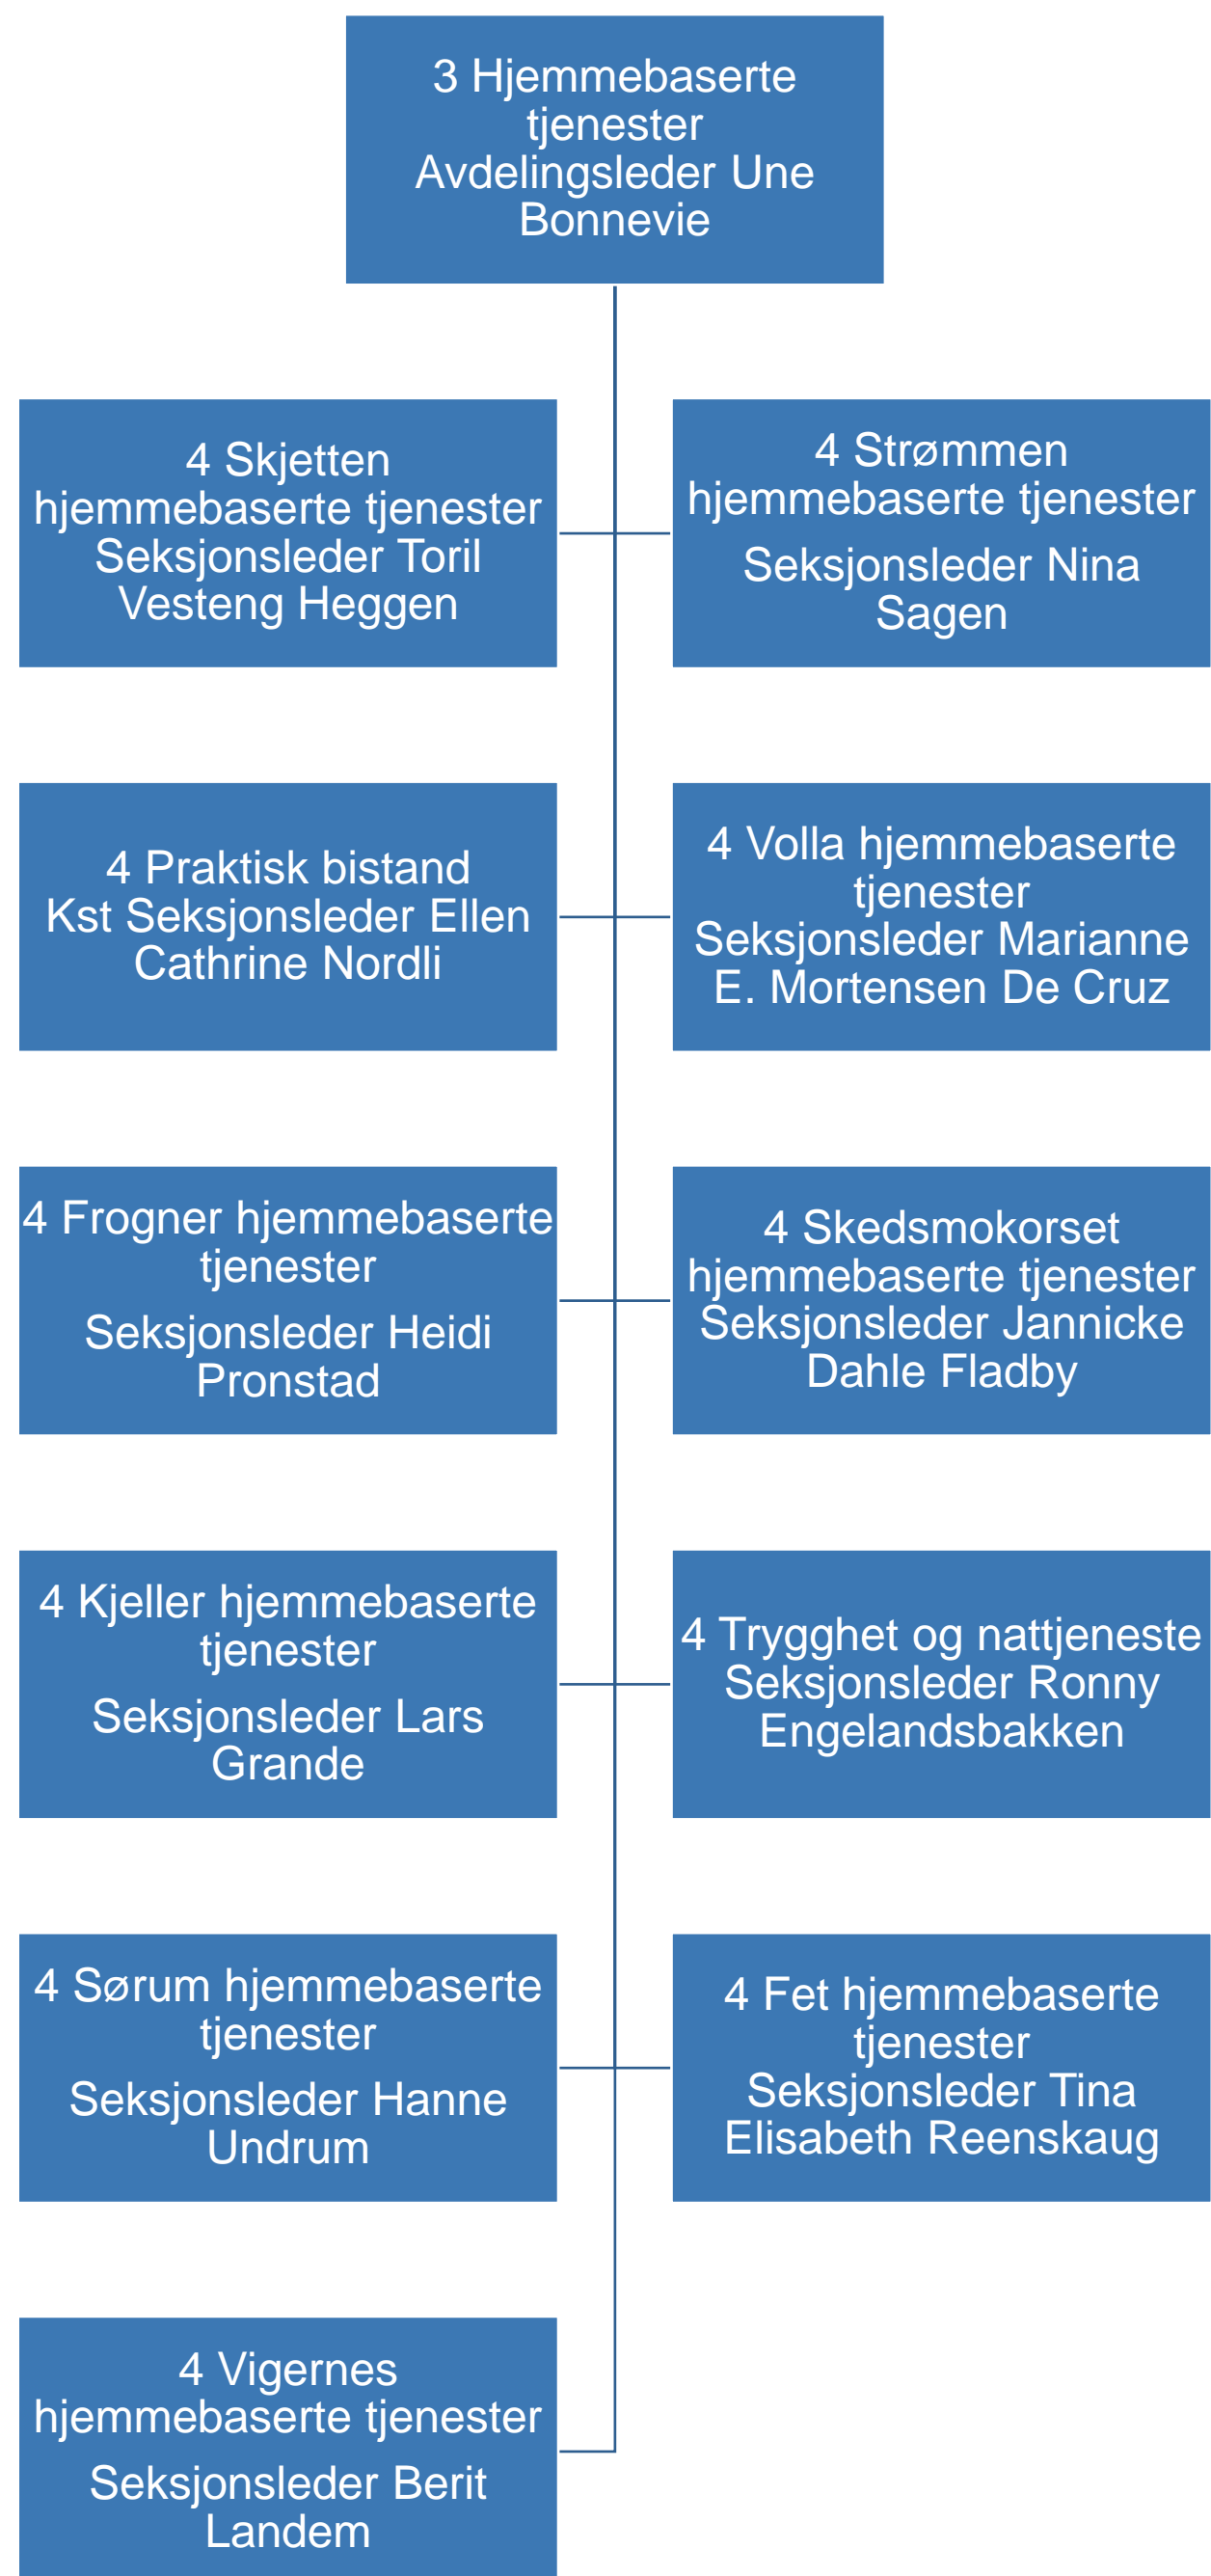 3 Hjemmebaserte
tjenester
Avdelingsleder Une
Bonnevie
4 Skjetten
hjemmebaserte tjenester
Seksjonsleder Toril
Vesteng Heggen
4 Strømmen
hjemmebaserte tjenester
Seksjonsleder Nina
Sagen
4 Praktisk bistand
Kst Seksjonsleder Ellen
Cathrine Nordli
4 Volla hjemmebaserte
tjenester
Seksjonsleder Marianne
E. Mortensen De Cruz
4 Frogner hjemmebaserte
tjenester
Seksjonsleder Heidi
Pronstad
4 Skedsmokorset
hjemmebaserte tjenester
Seksjonsleder Jannicke
Dahle Fladby
4 Kjeller hjemmebaserte
tjenester
Seksjonsleder Lars
Grande
4 Trygghet og nattjeneste
Seksjonsleder Ronny
Engelandsbakken
4 Sørum hjemmebaserte
tjenester
Seksjonsleder Hanne
Undrum
4 Fet hjemmebaserte
tjenester
Seksjonsleder Tina
Elisabeth Reenskaug
4 Vigernes
hjemmebaserte tjenester
Seksjonsleder Berit
Landem